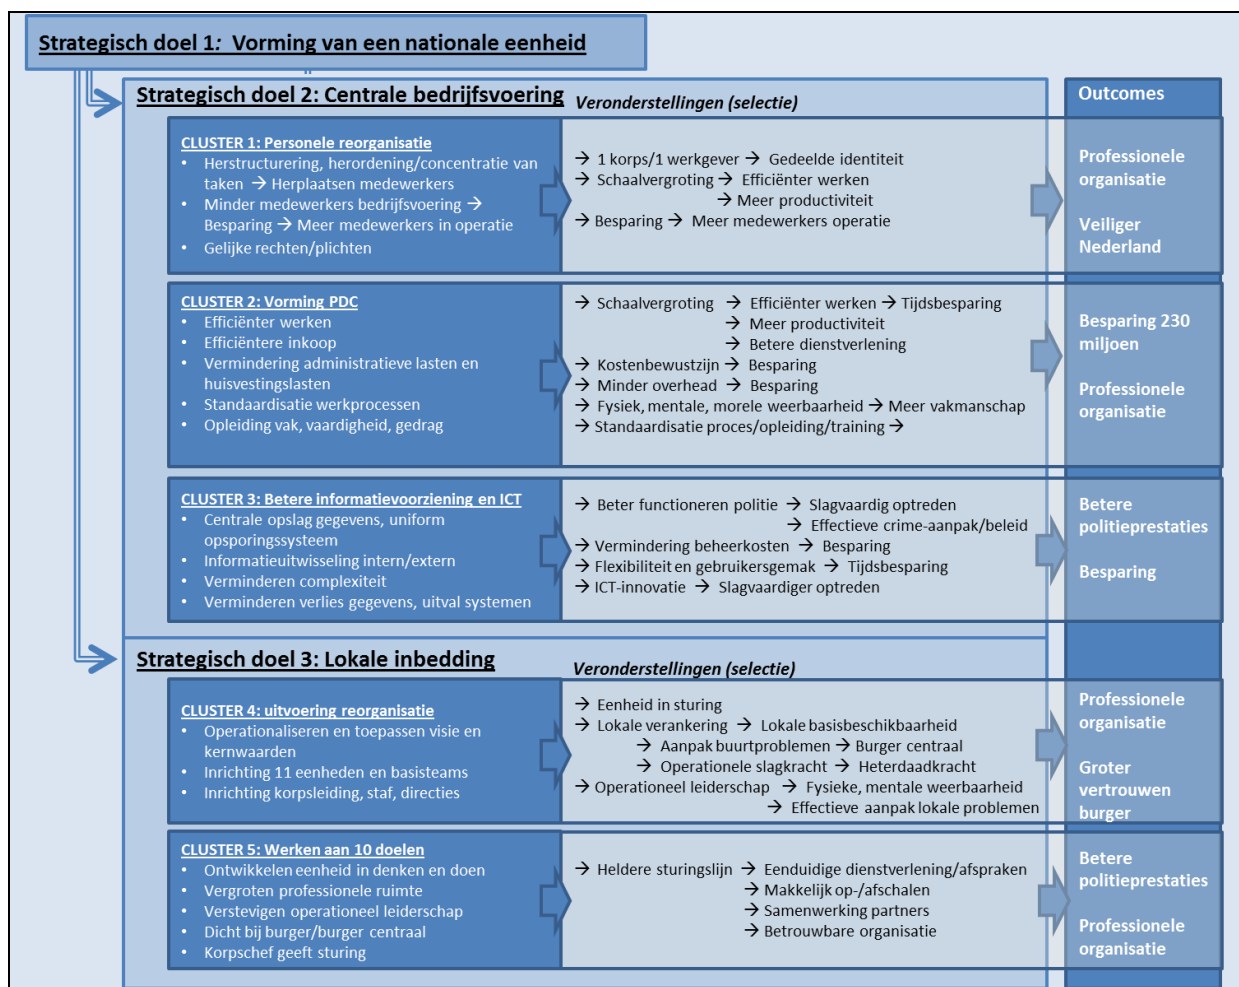 Strategisch doel 1: Vorming van een nationale eenheid
Strategisch doel 2: Centrale bedrijfsvoering
Veronderstellingen (selectie)
Outcomes
CLUSTER 1: Personele reorganisatie
• Herstructurering, herordening/concentratie van
taken → Herplaatsen medewerkers
• Minder medewerkers bedrijfsvoering →
Besparing → Meer medewerkers in operatie
• Gelijke rechten/plichten
→ 1 korps/1 werkgever → Gedeelde identiteit
→ Schaalvergroting → Efficiënter werken
→ Meer productiviteit
→ Besparing → Meer medewerkers operatie
Professionele
organisatie
Veiliger
Nederland
CLUSTER 2: Vorming PDC
• Efficiënter werken
• Efficiëntere inkoop
• Vermindering administratieve lasten en
huisvestingslasten
• Standaardisatie werkprocessen
• Opleiding vak, vaardigheid, gedrag
→ Schaalvergroting → Efficiënter werken → Tijdsbesparing
→ Meer productiviteit
→ Betere dienstverlening
→ Kostenbewustzijn → Besparing
→ Minder overhead → Besparing
→ Fysiek, mentale, morele weerbaarheid → Meer vakmanschap
→ Standaardisatie proces/opleiding/training →
Besparing 230
miljoen
Professionele
organisatie
CLUSTER 3: Betere informatievoorziening en ICT
• Centrale opslag gegevens, uniform
opsporingssysteem
• Informatieuitwisseling intern/extern
• Verminderen complexiteit
• Verminderen verlies gegevens, uitval systemen
→ Beter functioneren politie → Slagvaardig optreden
→ Effectieve crime-aanpak/beleid
→ Vermindering beheerkosten → Besparing
→ Flexibiliteit en gebruikersgemak → Tijdsbesparing
→ ICT-innovatie → Slagvaardiger optreden
Betere
politieprestaties
Besparing
Strategisch doel 3: Lokale inbedding
Veronderstellingen (selectie)
CLUSTER 4: uitvoering reorganisatie
• Operationaliseren en toepassen visie en
kernwaarden
• Inrichting 11 eenheden en basisteams
• Inrichting korpsleiding, staf, directies
→ Eenheid in sturing
→ Lokale verankering → Lokale basisbeschikbaarheid
→ Aanpak buurtproblemen → Burger centraal
→ Operationele slagkracht → Heterdaadkracht
→ Operationeel leiderschap → Fysieke, mentale weerbaarheid
→ Effectieve aanpak lokale problemen
Professionele
organisatie
Groter
vertrouwen
burger
CLUSTER 5: Werken aan 10 doelen
• Ontwikkelen eenheid in denken en doen
• Vergroten professionele ruimte
• Verstevigen operationeel leiderschap
• Dicht bij burger/burger centraal
• Korpschef geeft sturing
→ Heldere sturingslijn → Eenduidige dienstverlening/afspraken
→ Makkelijk op-/afschalen
→ Samenwerking partners
→ Betrouwbare organisatie
Betere
politieprestaties
Professionele
organisatie